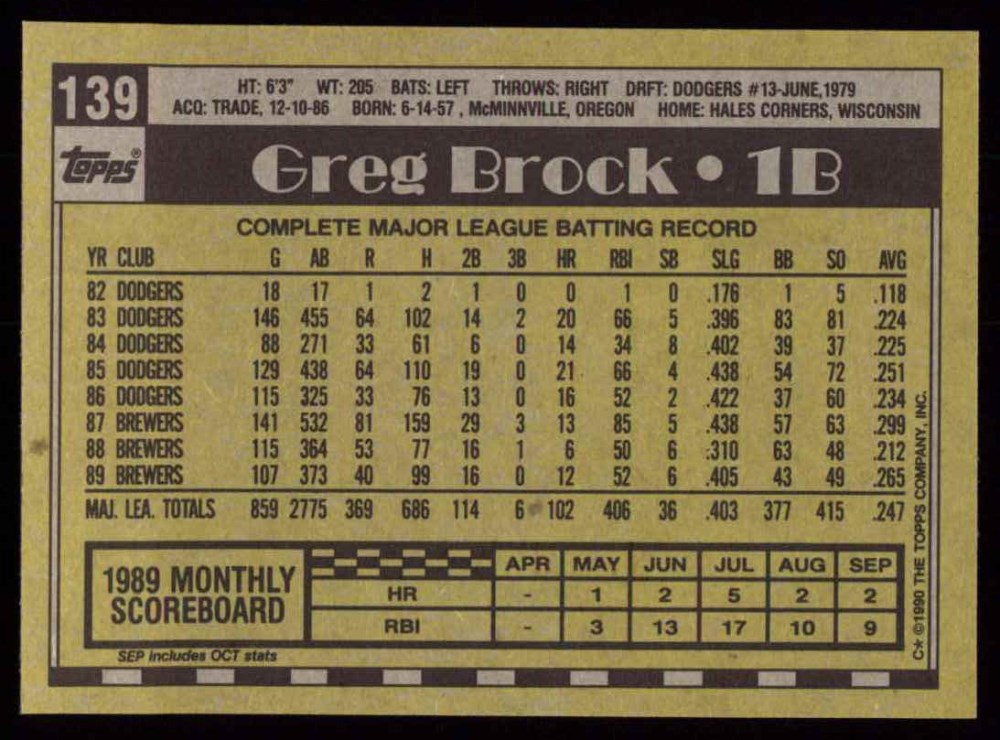 139
HT: 6'3" WT: 205 BATS: LEFT THROWS: RIGHT DRFT: DODGERS #13-JUNE,1979
ACQ: TRADE, 12-10-86 BORN: 6-14-57 , McMINNVILLE, OREGON HOME: HALES CORNERS, WISCONSIN
TOPPS®
Greg Brock • 1B
COMPLETE MAJOR LEAGUE BATTING RECORD
YR CLUB G AB R H 2B 3B HR RBI SB SLG BB SO AVG
82 DODGERS 18 17 1 2 1 0 0 1 0 .176 1 5 .118
83 DODGERS 146 455 64 102 14 2 20 66 5 .396 83 81 .224
84 DODGERS 88 271 33 61 6 0 14 34 8 .402 39 37 .225
85 DODGERS 129 438 64 110 19 0 21 66 4 .438 54 72 .251
86 DODGERS 115 325 33 76 13 0 16 52 2 .422 37 60 .234
87 BREWERS 141 532 81 159 29 3 13 85 5 .438 57 63 .299
88 BREWERS 115 364 53 77 16 1 6 50 6 .310 63 48 .212
89 BREWERS 107 373 40 99 16 0 12 52 6 .405 43 49 .265
MAJ. LEA. TOTALS 859 2775 369 686 114 6 102 406 36 .403 377 415 .247
1989 MONTHLY
SCOREBOARD
APR MAY JUN JUL AUG SEP
HR - 1 2 5 2 2
RBI - 3 13 17 10 9
SEP includes OCT stats
C* ©1990 THE TOPPS COMPANY, INC.